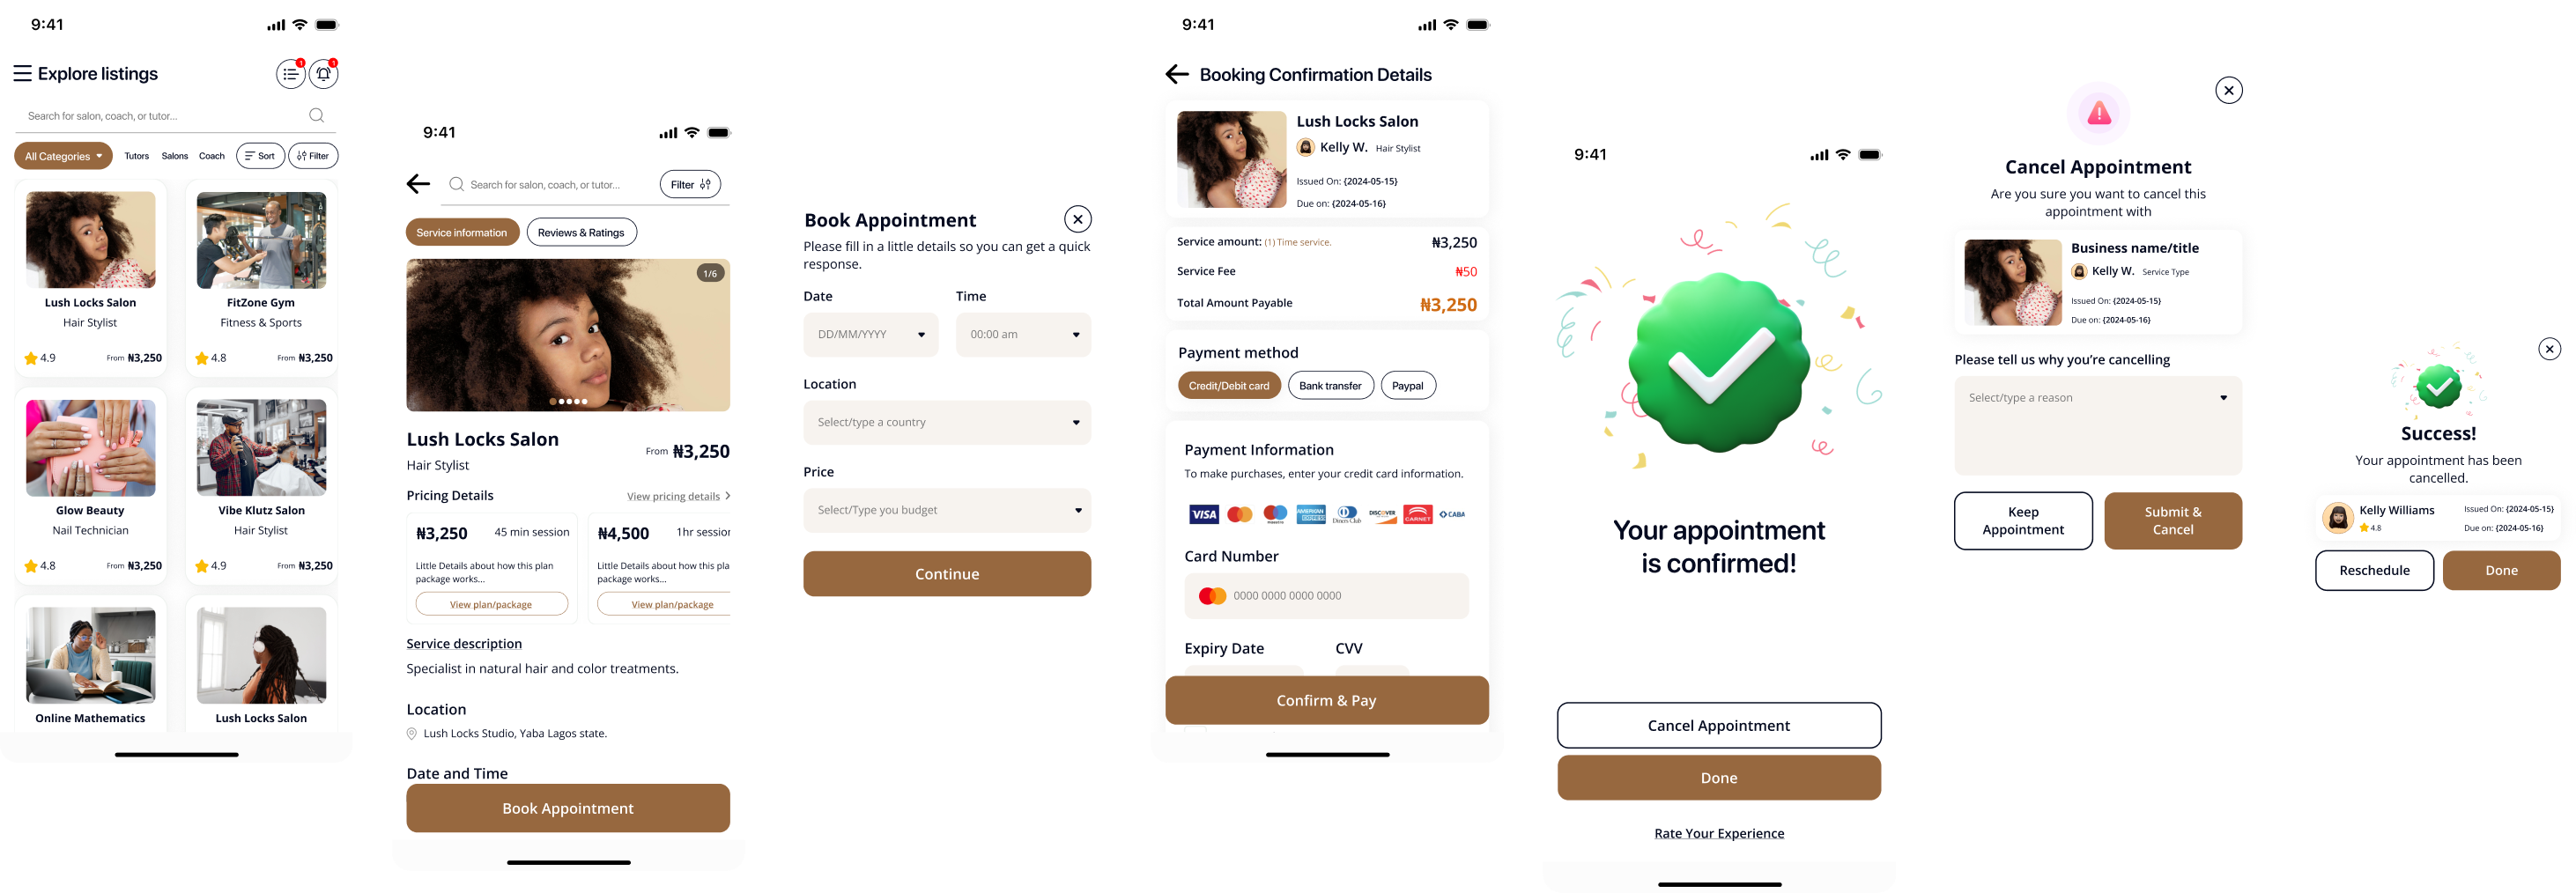 9:41
Explore listings
1
1
Search for salon, coach, or tutor...
All Categories
Tutors
Salons
Coach
Sort
Filter
Lush Locks Salon
Hair Stylist
4.9
From ₦3,250
FitZone Gym
Fitness & Sports
4.8
From ₦3,250
Glow Beauty
Nail Technician
4.8
From ₦3,250
Vibe Klutz Salon
Hair Stylist
4.9
From ₦3,250
Online Mathematics
Lush Locks Salon
9:41
Search for salon, coach, or tutor...
Filter
Service information
Reviews & Ratings
1/6
Lush Locks Salon
Hair Stylist
From ₦3,250
Pricing Details
View pricing details
₦3,250
45 min session
Little Details about how this plan
package works...
View plan/package
₦4,500
1hr session
Little Details about how this pla
package works...
View plan/package
Service description
Specialist in natural hair and color treatments.
Location
Lush Locks Studio, Yaba Lagos state.
Date and Time
Book Appointment
Book Appointment
Please fill in a little details so you can get a quick
response.
Date
Time
DD/MM/YYYY
00:00 am
Location
Select/type a country
Price
Select/Type you budget
Continue
9:41
Booking Confirmation Details
Lush Locks Salon
Kelly W. Hair Stylist
Issued On: {2024-05-15}
Due on: {2024-05-16}
Service amount: (1) Time service.
₦3,250
Service Fee
₦50
Total Amount Payable
₦3,250
Payment method
Credit/Debit card
Bank transfer
Paypal
Payment Information
To make purchases, enter your credit card information.
VISA
AMERICAN EXPRESS
Diners Club
DISCOVER
CARNET
CABA
Card Number
0000 0000 0000 0000
Expiry Date
CVV
Confirm & Pay
9:41
Your appointment
is confirmed!
Cancel Appointment
Done
Rate Your Experience
Cancel Appointment
Are you sure you want to cancel this
appointment with
Business name/title
Kelly W. Service Type
Issued On: {2024-05-15}
Due on: {2024-05-16}
Please tell us why you’re cancelling
Select/type a reason
Keep
Appointment
Submit &
Cancel
Success!
Your appointment has been
cancelled.
Kelly Williams
4.8
Issued On: {2024-05-15}
Due on: {2024-05-16}
Reschedule
Done